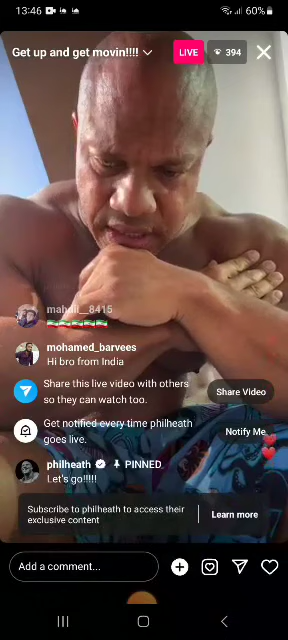 13:46
60%
Get up and get movin!!!!
LIVE
394
mahdii_8415
🇮🇷🇮🇷🇮🇷🇮🇷🇮🇷
mohamed_barvees
Hi bro from India
Share this live video with others
so they can watch too.
Share Video
Get notified every time philheath
goes live.
Notify Me
philheath PINNED
Let's go!!!!!
Subscribe to philheath to access their
exclusive content
Learn more
Add a comment...